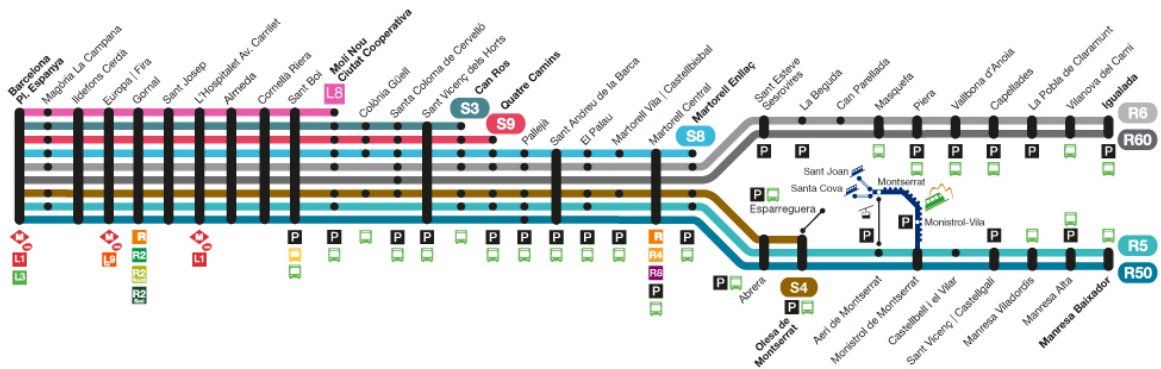 Barcelona
Pl. Espanya
Magòria La Campana
Ildefons Cerdà
Europa | Fira
Gornal
Sant Josep
L'Hospitalet Av. Carrilet
Almeda
Cornellà Riera
Sant Boi
Molí Nou
Ciutat Cooperativa
L8
Colònia Güell
Santa Coloma de Cervelló
Sant Vicenç dels Horts
Can Ros
S3
Quatre Camins
S9
Pallejà
Sant Andreu de la Barca
El Palau
Martorell Vila | Castellbisbal
Martorell Central
Martorell Enllaç
S8
Sant Esteve
Sesrovires
La Beguda
Can Parellada
Masquefa
Piera
Vallbona d'Anoia
Capellades
La Pobla de Claramunt
Vilanova del Camí
Igualada
R6
R60
P
P
P
P
P
P
P
P
Sant Joan
Santa Cova
Montserrat
Monistrol-Vila
P
P
Esparreguera
M
L1
L3
M
L9
R
R2
R2
R2
M
L1
P
P
P
P
P
P
P
P
P
R
R4
R8
P
P
P
P
P
P
R5
R50
S4
P
Abrera
Olesa de
Montserrat
Aeri de Montserrat
Monistrol de Montserrat
Castellbell i el Vilar
Sant Vicenç | Castellgalí
Manresa Viladordis
Manresa Alta
Manresa Baixador